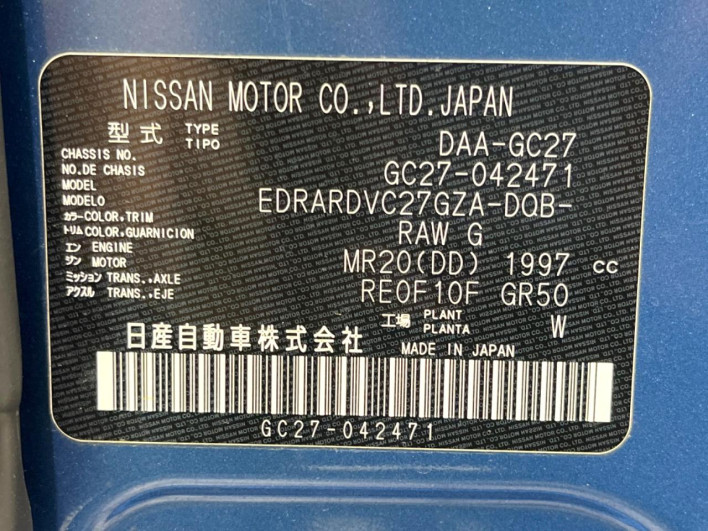 NISSAN MOTOR CO.,LTD.JAPAN
型式 TYPE TIPO DAA-GC27
CHASSIS NO. NO.DE CHASIS GC27-042471
MODEL MODELO EDRARDVC27GZA-DQB-
カラー COLOR,TRIM トリム COLOR,GUARNICION RAW G
エンジン ENGINE MOTOR MR20(DD) 1997 CC
ミッション TRANS.,AXLE アクスル TRANS.,EJE RE0F10F GR50
工場 PLANT PLANTA W
日産自動車株式会社 MADE IN JAPAN
GC27-042471